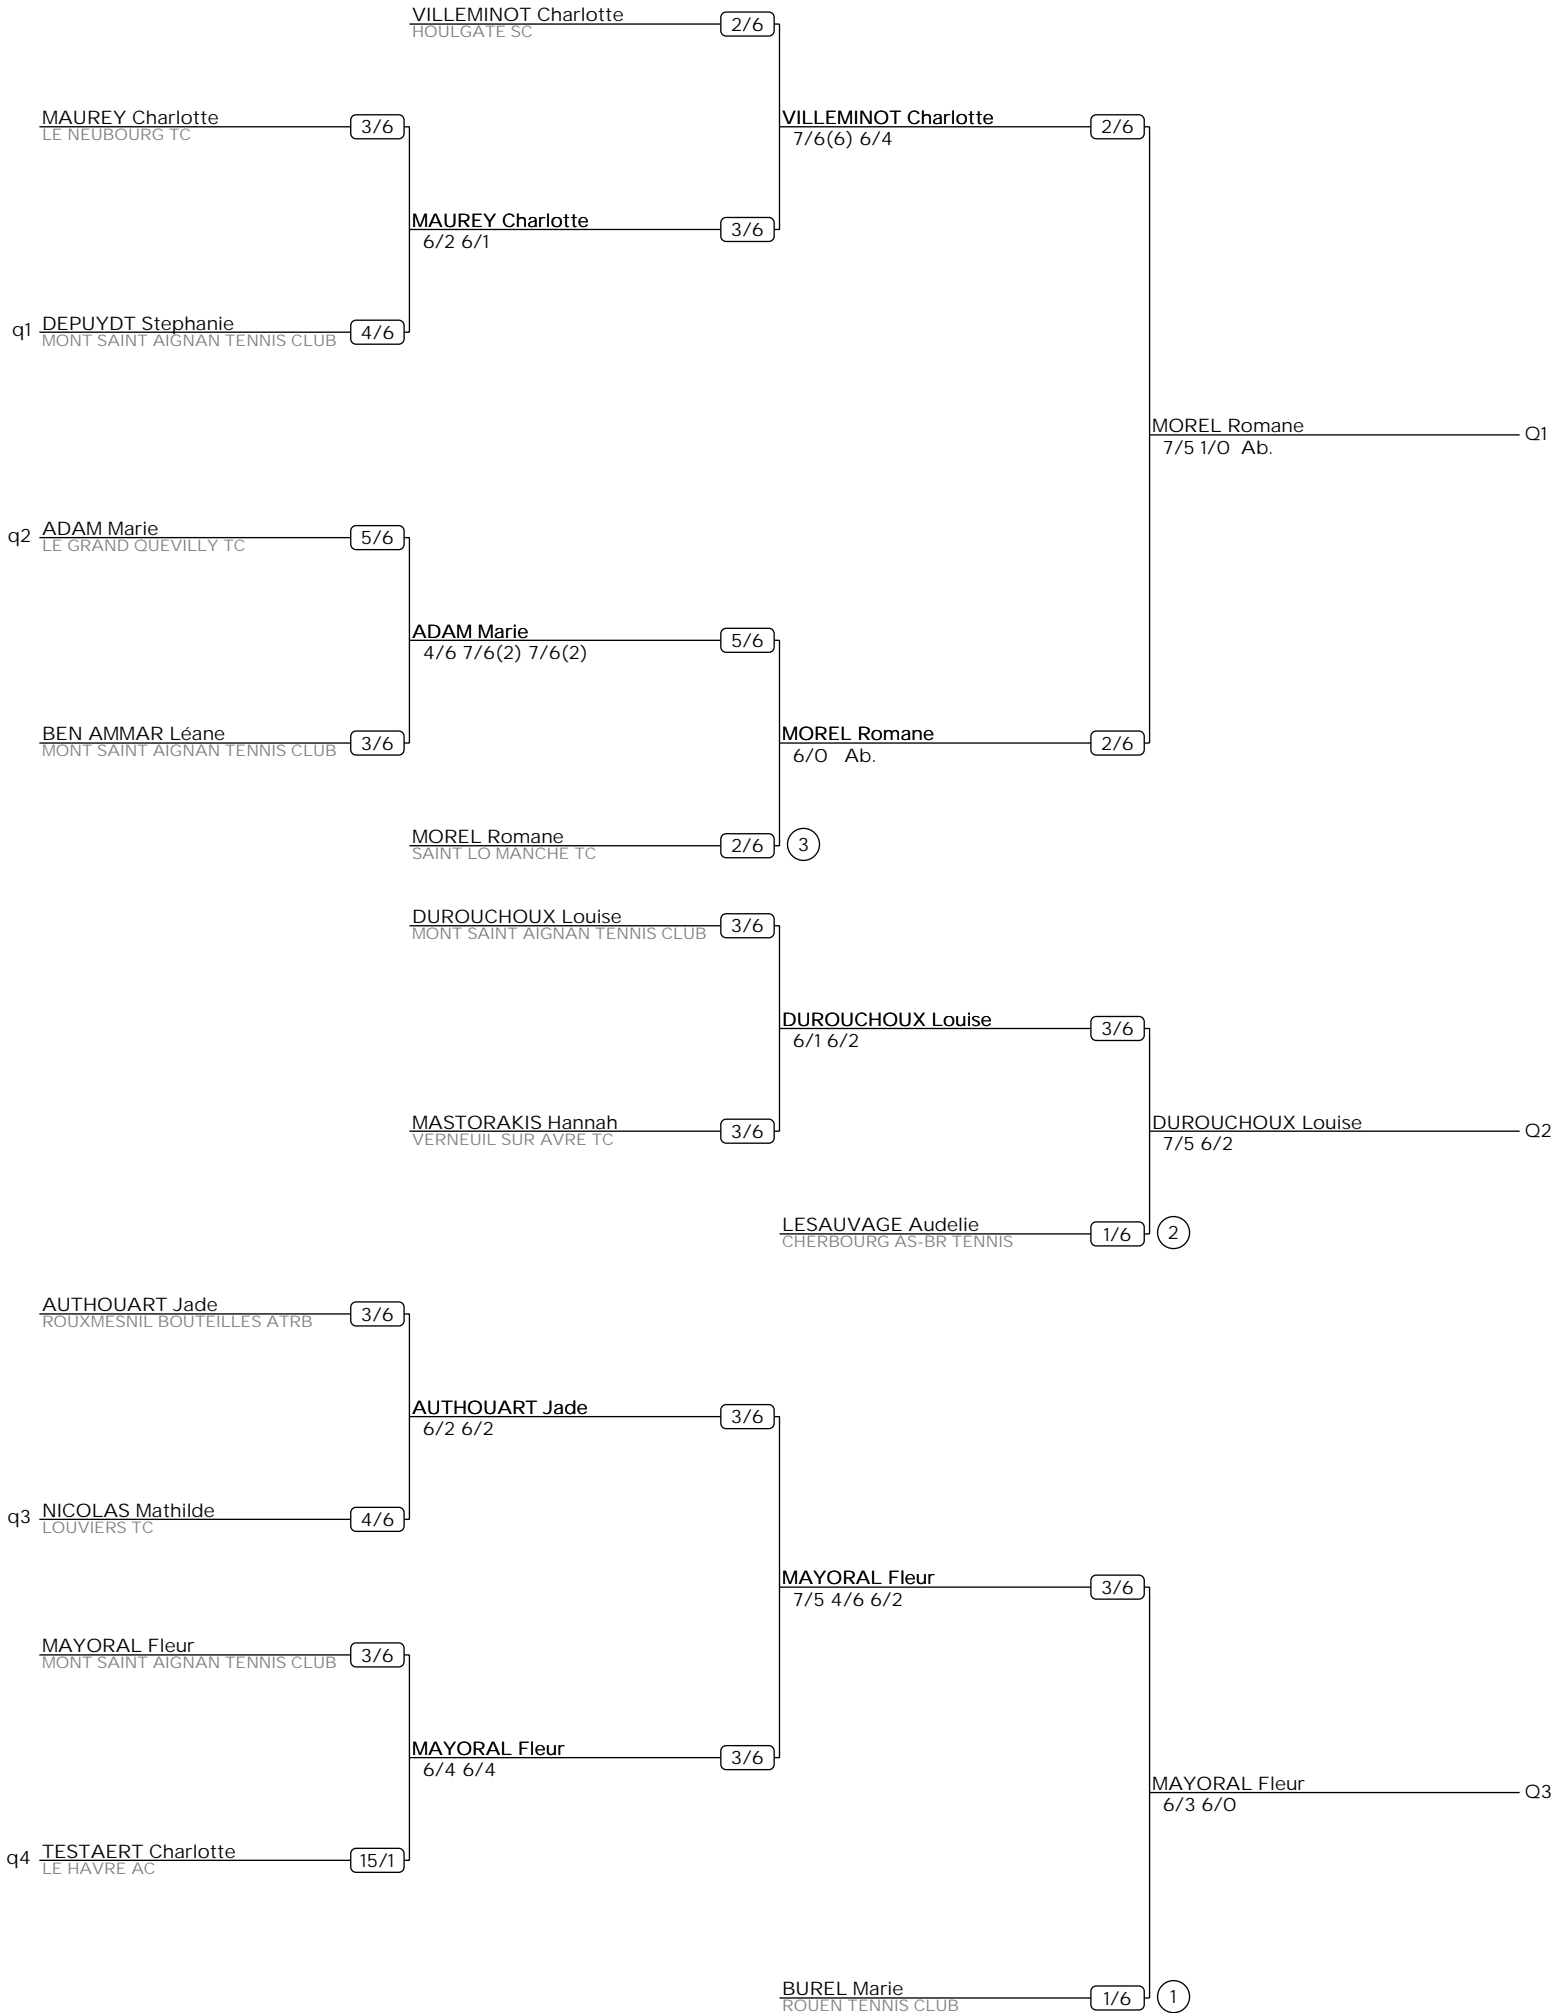 VILLEMINOT Charlotte 2/6
HOULGATE SC
MAUREY Charlotte 3/6
LE NEUBOURG TC
VILLEMINOT Charlotte 2/6
7/6(6) 6/4
MAUREY Charlotte 3/6
6/2 6/1
q1 DEPUYDT Stephanie 4/6
MONT SAINT AIGNAN TENNIS CLUB
MOREL Romane Q1
7/5 1/0 Ab.
q2 ADAM Marie 5/6
LE GRAND QUEVILLY TC
ADAM Marie 5/6
4/6 7/6(2) 7/6(2)
BEN AMMAR Léane 3/6
MONT SAINT AIGNAN TENNIS CLUB
MOREL Romane 2/6
6/0 Ab.
MOREL Romane 2/6 3
SAINT LO MANCHE TC
DUROUCHOUX Louise 3/6
MONT SAINT AIGNAN TENNIS CLUB
DUROUCHOUX Louise 3/6
6/1 6/2
MASTORAKIS Hannah 3/6
VERNEUIL SUR AVRE TC
DUROUCHOUX Louise Q2
7/5 6/2
LESAUVAGE Audelie 1/6 2
CHERBOURG AS-BR TENNIS
AUTHOUART Jade 3/6
ROUXMESNIL BOUTEILLES ATRB
AUTHOUART Jade 3/6
6/2 6/2
q3 NICOLAS Mathilde 4/6
LOUVIERS TC
MAYORAL Fleur 3/6
7/5 4/6 6/2
MAYORAL Fleur 3/6
MONT SAINT AIGNAN TENNIS CLUB
MAYORAL Fleur 3/6
6/4 6/4
MAYORAL Fleur Q3
6/3 6/0
q4 TESTAERT Charlotte 15/1
LE HAVRE AC
BUREL Marie 1/6 1
ROUEN TENNIS CLUB